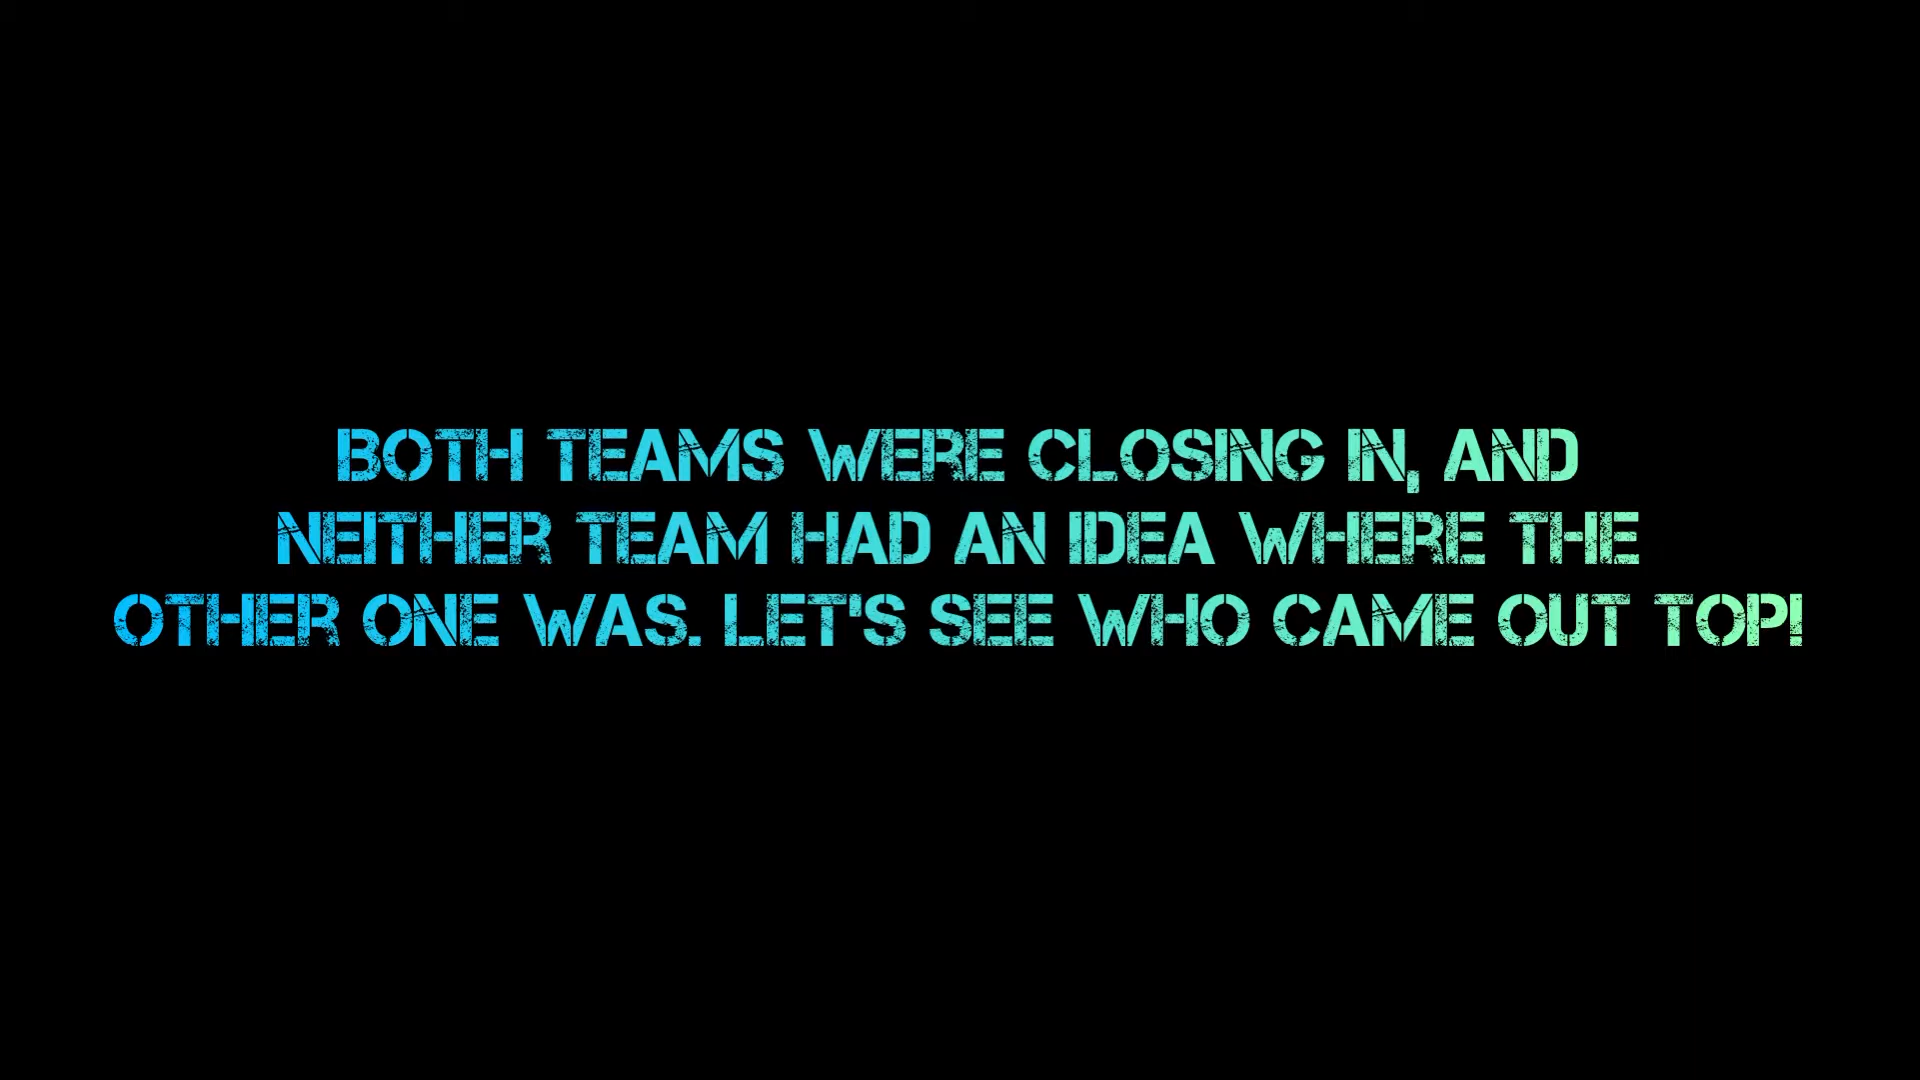 BOTH TEAMS WERE CLOSING IN, AND
NEITHER TEAM HAD AN IDEA WHERE THE
OTHER ONE WAS. LET'S SEE WHO CAME OUT TOP!